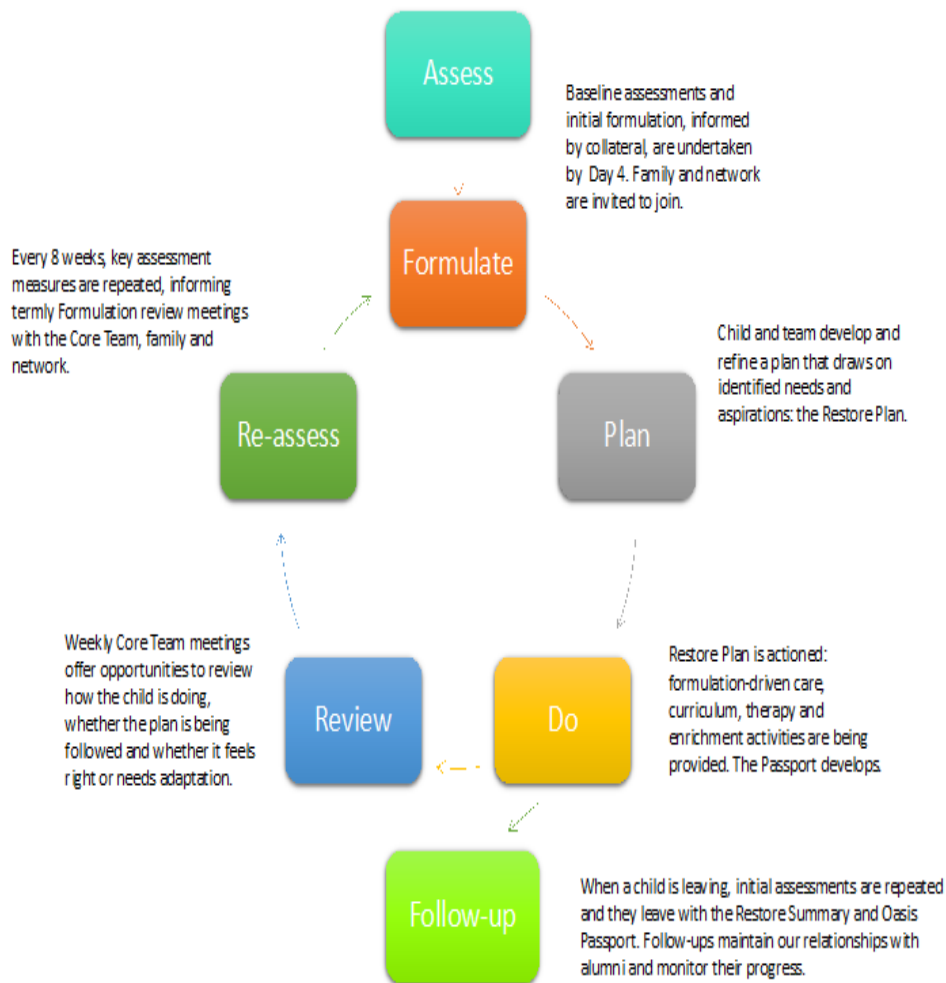 Assess
Baseline assessments and
initial formulation, informed
by collateral, are undertaken
by Day 4. Family and network
are invited to join.
Formulate
Every 8 weeks, key assessment
measures are repeated, informing
termly Formulation review meetings
with the Core Team, family and
network.
Child and team develop and
refine a plan that draws on
identified needs and
aspirations: the Restore Plan.
Re-assess
Plan
Weekly Core Team meetings
offer opportunities to review
how the child is doing,
whether the plan is being
followed and whether it feels
right or needs adaptation.
Review
Do
Restore Plan is actioned:
formulation-driven care,
curriculum, therapy and
enrichment activities are being
provided. The Passport develops.
Follow-up
When a child is leaving, initial assessments are repeated
and they leave with the Restore Summary and Oasis
Passport. Follow-ups maintain our relationships with
alumni and monitor their progress.